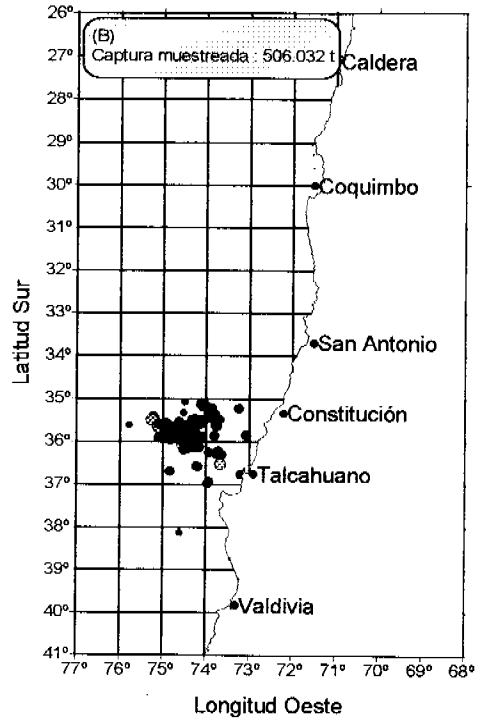 (B)
Captura muestreada : 506.032 t
26º
27º
28º
29º
30º
31º
32º
33º
34º
35º
36º
37º
38º
39º
40º
41º
Caldera
Coquimbo
San Antonio
Constitución
Talcahuano
Valdivia
Latitud Sur
77º 76º 75º 74º 73º 72º 71º 70º 69º 68º
Longitud Oeste